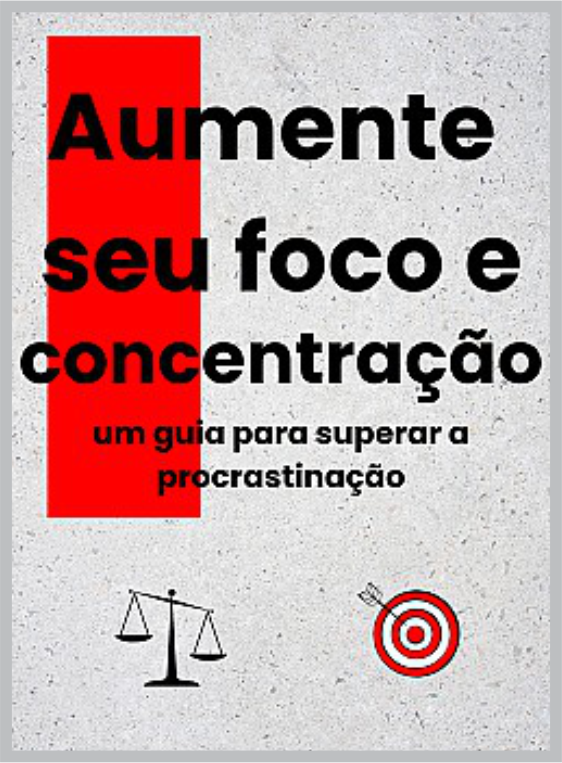 Aumente
seu foco e
concentração
um guia para superar a
procrastinação